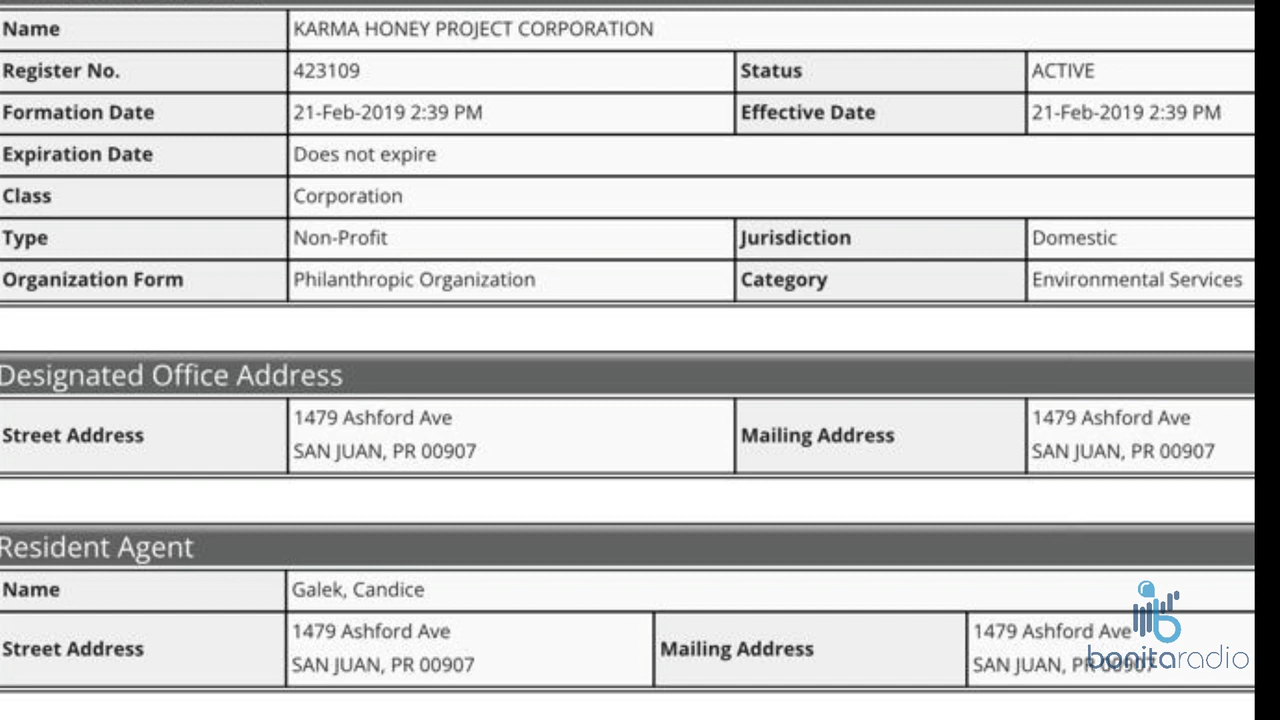 Name KARMA HONEY PROJECT CORPORATION
Register No. 423109 Status ACTIVE
Formation Date 21-Feb-2019 2:39 PM Effective Date 21-Feb-2019 2:39 PM
Expiration Date Does not expire
Class Corporation
Type Non-Profit Jurisdiction Domestic
Organization Form Philanthropic Organization Category Environmental Services
Designated Office Address
Street Address 1479 Ashford Ave SAN JUAN, PR 00907 Mailing Address 1479 Ashford Ave SAN JUAN, PR 00907
Resident Agent
Name Galek, Candice
Street Address 1479 Ashford Ave SAN JUAN, PR 00907 Mailing Address 1479 Ashford Ave SAN JUAN, PR 00907
bonitaradio